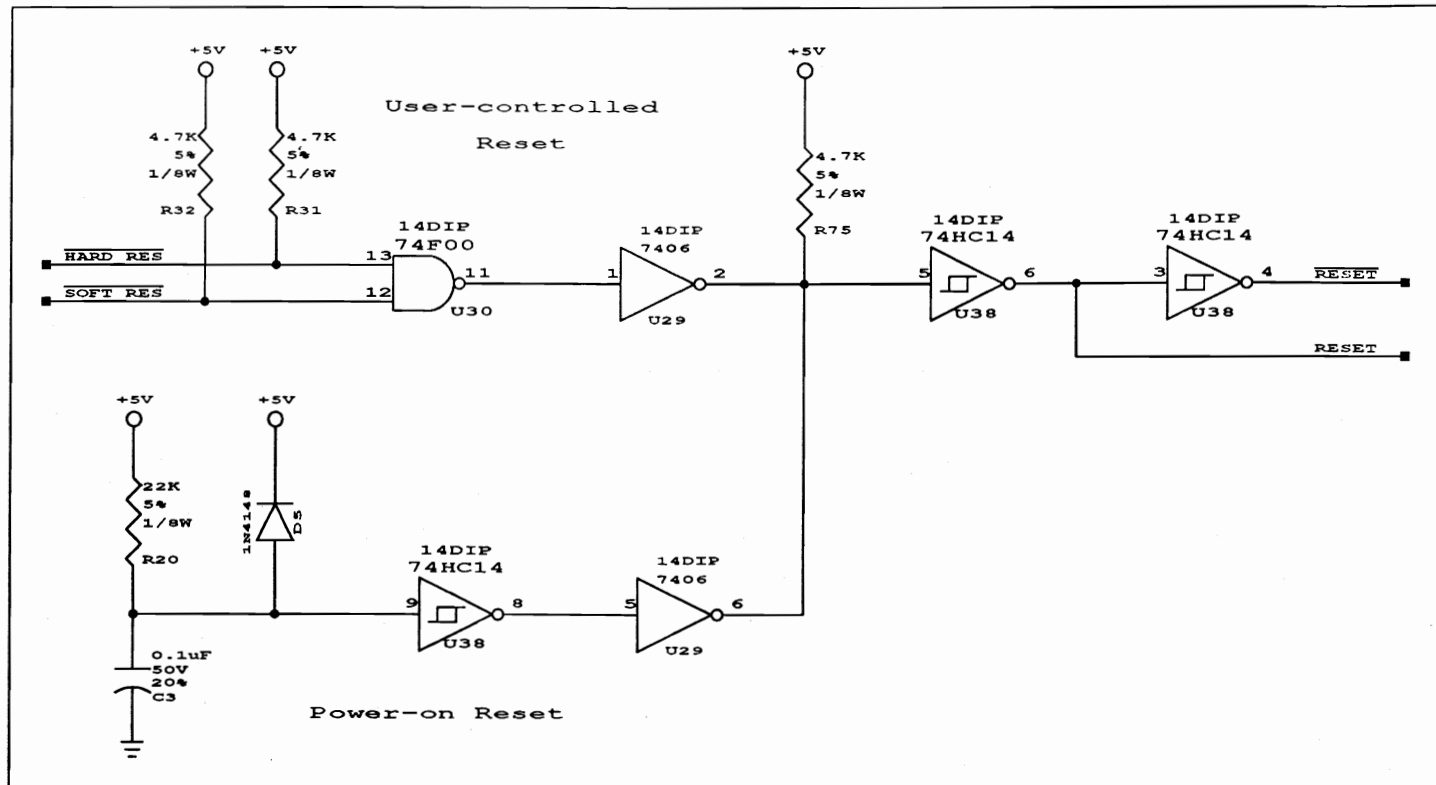 +5V +5V
+5V
User-controlled
Reset
4.7K
5%
1/8W
R32
4.7K
5%
1/8W
R31
4.7K
5%
1/8W
R75
HARD RES
SOFT RES
14DIP
74F00
13
12
11
U30
14DIP
7406
1
2
U29
14DIP
74HC14
5
6
U38
14DIP
74HC14
3
4
U38
RESET
RESET
+5V
+5V
22K
5%
1/8W
R20
1N4148
D5
14DIP
74HC14
9
8
U38
14DIP
7406
5
6
U29
0.1uF
50V
20%
C3
Power-on Reset